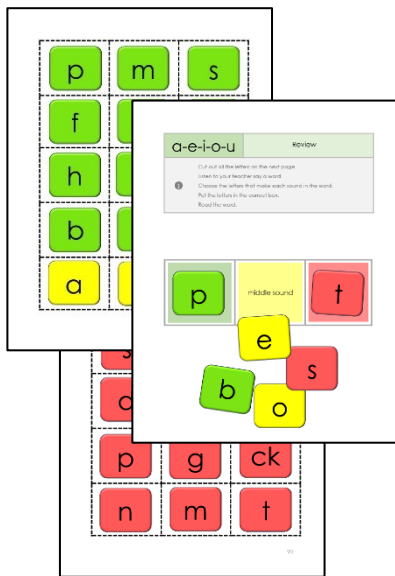 p m s
f
h
b
a
a-e-i-o-u Review
Cut out all the letters on the next page.
Listen to your teacher say a word.
Choose the letters that make each sound in the word.
Put the letters in the correct box.
Read the word.
p middle sound t
e
s
b
o
s
p g ck
n m t